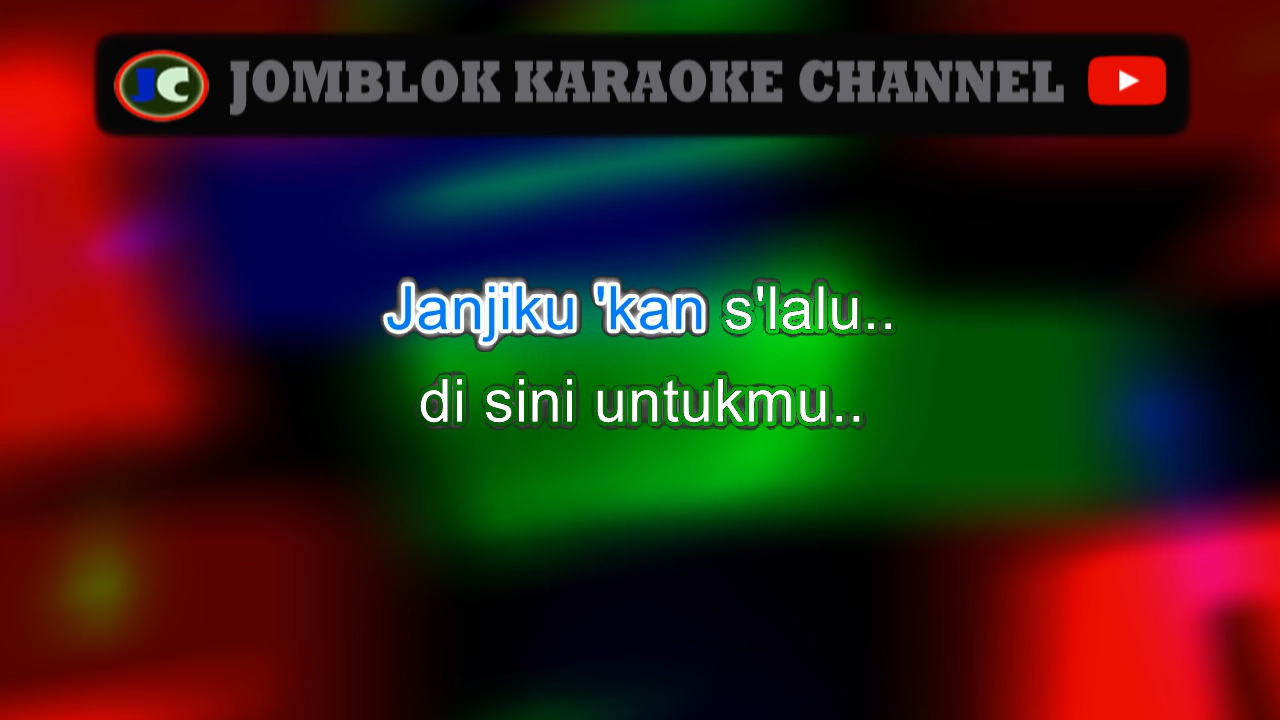 JC JOMBLOK KARAOKE CHANNEL
Janjiku 'kan s'lalu..
di sini untukmu..